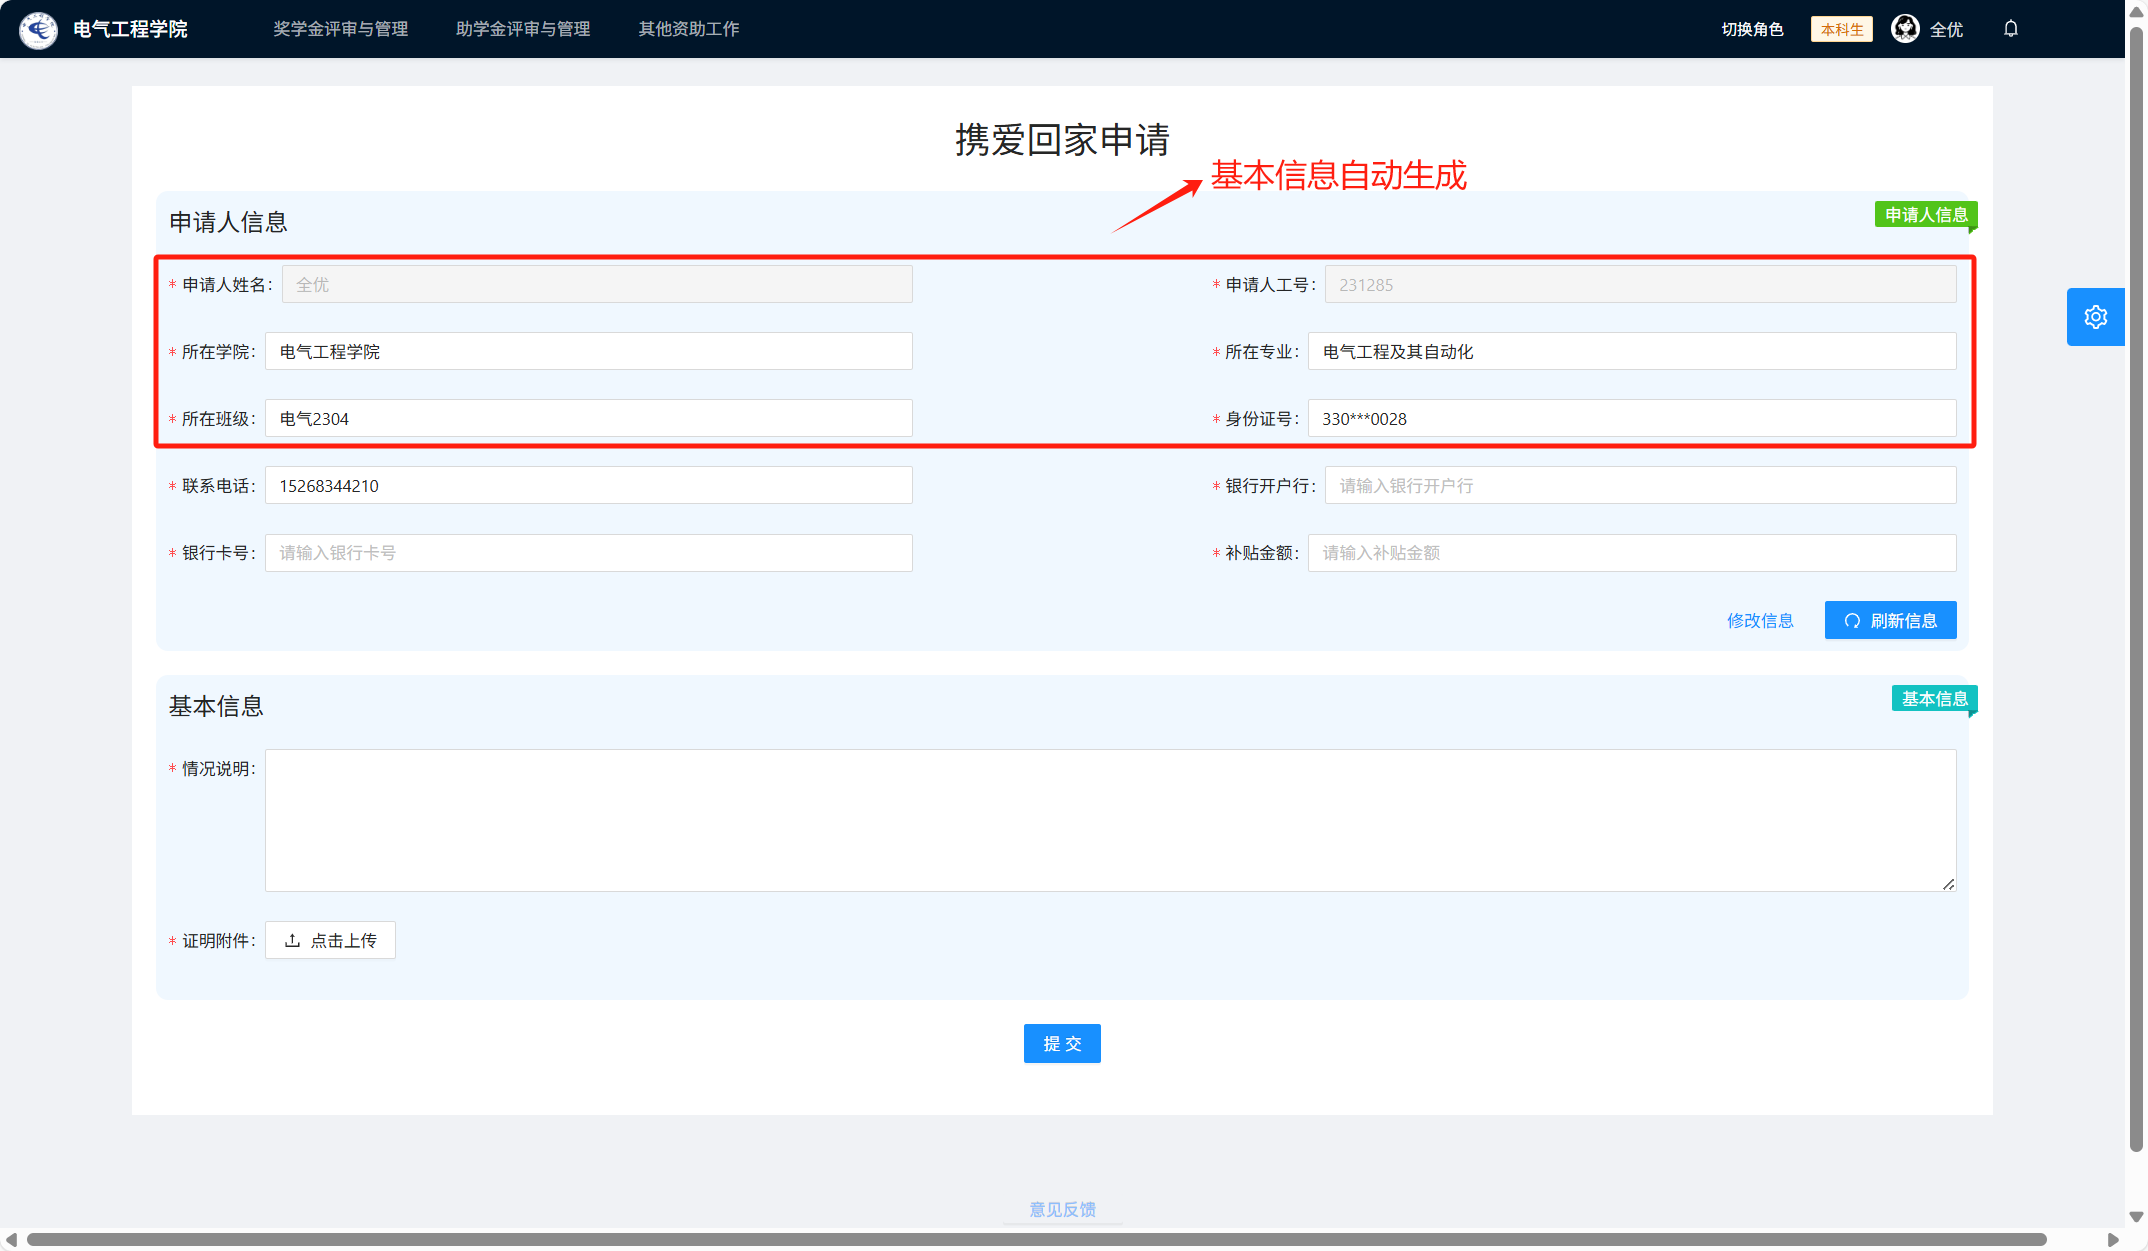 电气工程学院 奖学金评审与管理 助学金评审与管理 其他资助工作 切换角色 本科生 全优
携爱回家申请
基本信息自动生成
申请人信息 申请人信息
* 申请人姓名: 全优 * 申请人工号: 231285
* 所在学院: 电气工程学院 * 所在专业: 电气工程及其自动化
* 所在班级: 电气2304 * 身份证号: 330***0028
* 联系电话: 15268344210 * 银行开户行: 请输入银行开户行
* 银行卡号: 请输入银行卡号 * 补贴金额: 请输入补贴金额
修改信息 刷新信息
基本信息 基本信息
* 情况说明:
* 证明附件: 点击上传
提 交
意见反馈